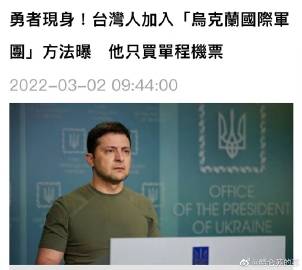 勇者現身！台灣人加入「烏克蘭國際軍
團」方法曝　他只買單程機票
2022-03-02 09:44:00
OFFICE OF
THE PRESIDENT
OF UKRAINE